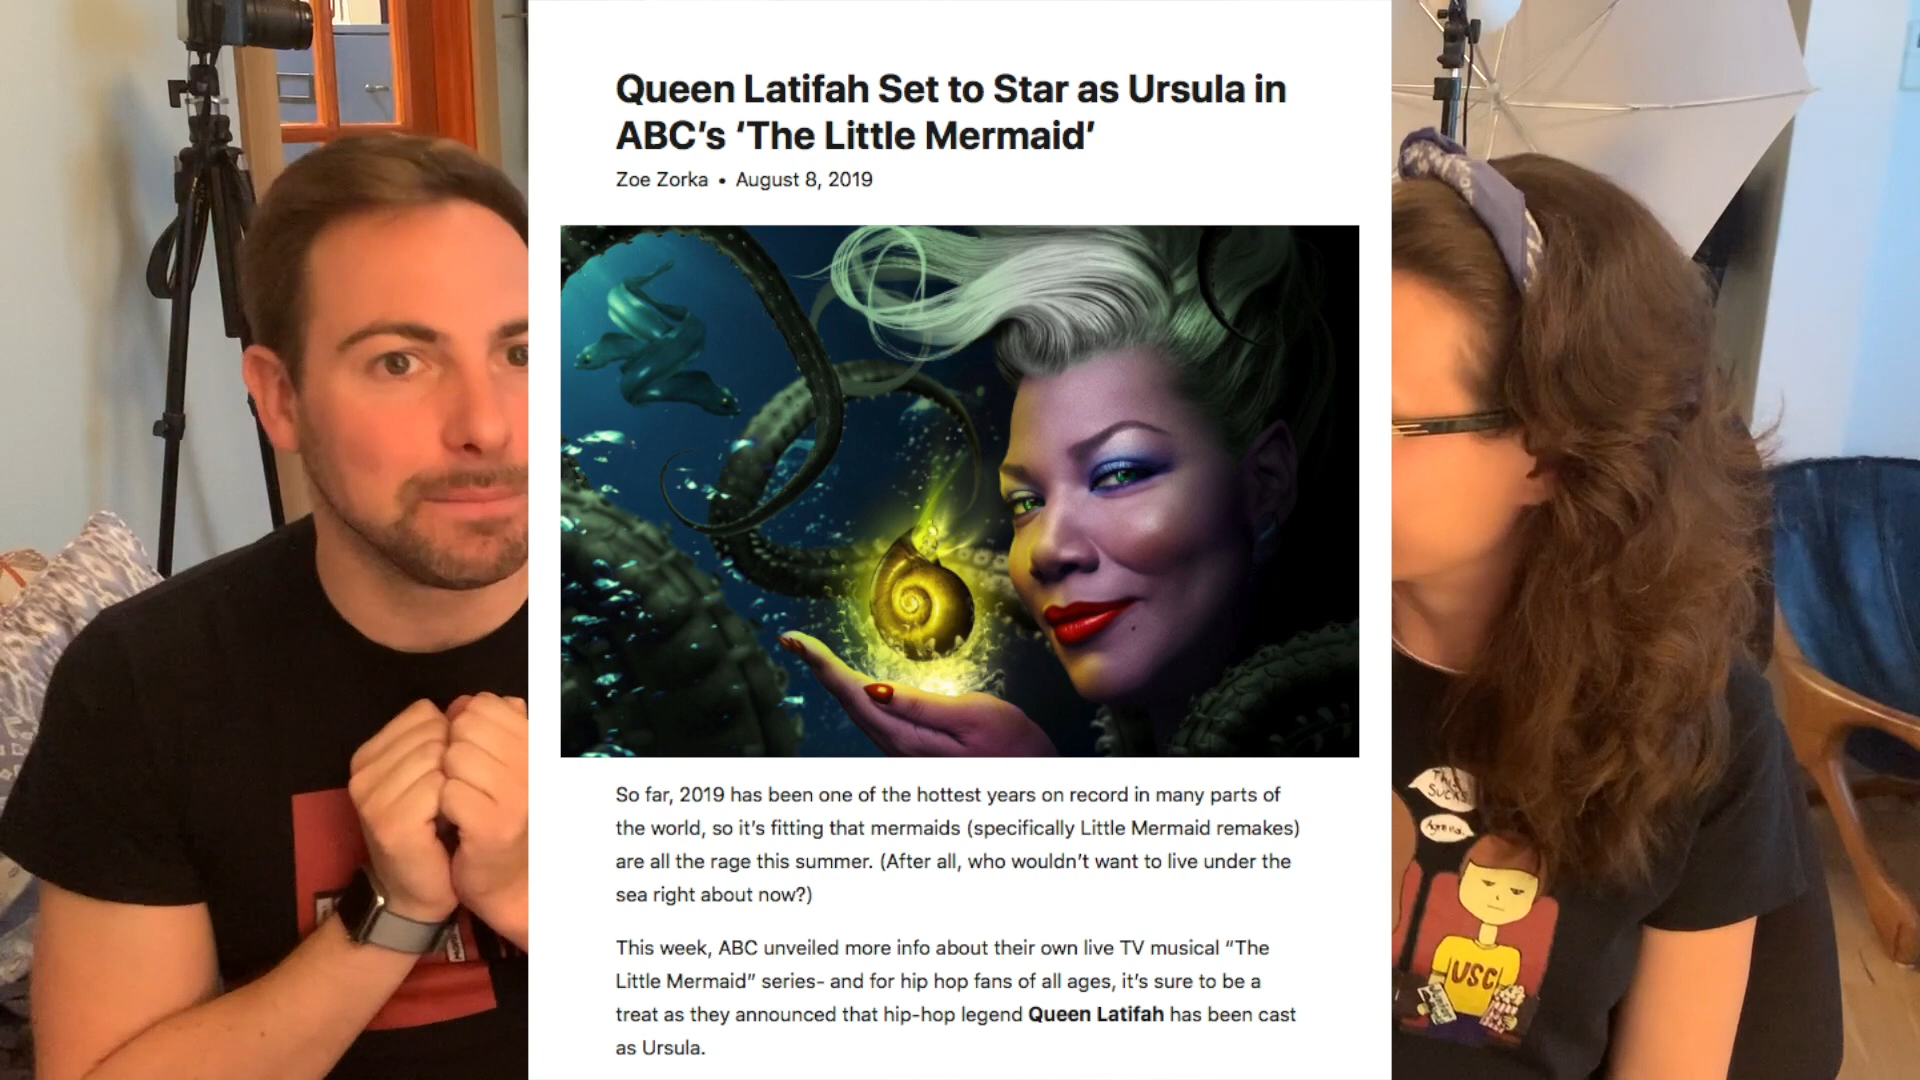 Queen Latifah Set to Star as Ursula in
ABC’s ‘The Little Mermaid’
Zoe Zorka • August 8, 2019
So far, 2019 has been one of the hottest years on record in many parts of
the world, so it’s fitting that mermaids (specifically Little Mermaid remakes)
are all the rage this summer. (After all, who wouldn’t want to live under the
sea right about now?)
This week, ABC unveiled more info about their own live TV musical “The
Little Mermaid” series- and for hip hop fans of all ages, it’s sure to be a
treat as they announced that hip-hop legend Queen Latifah has been cast
as Ursula.
This
Sucks
Agreed.
USC